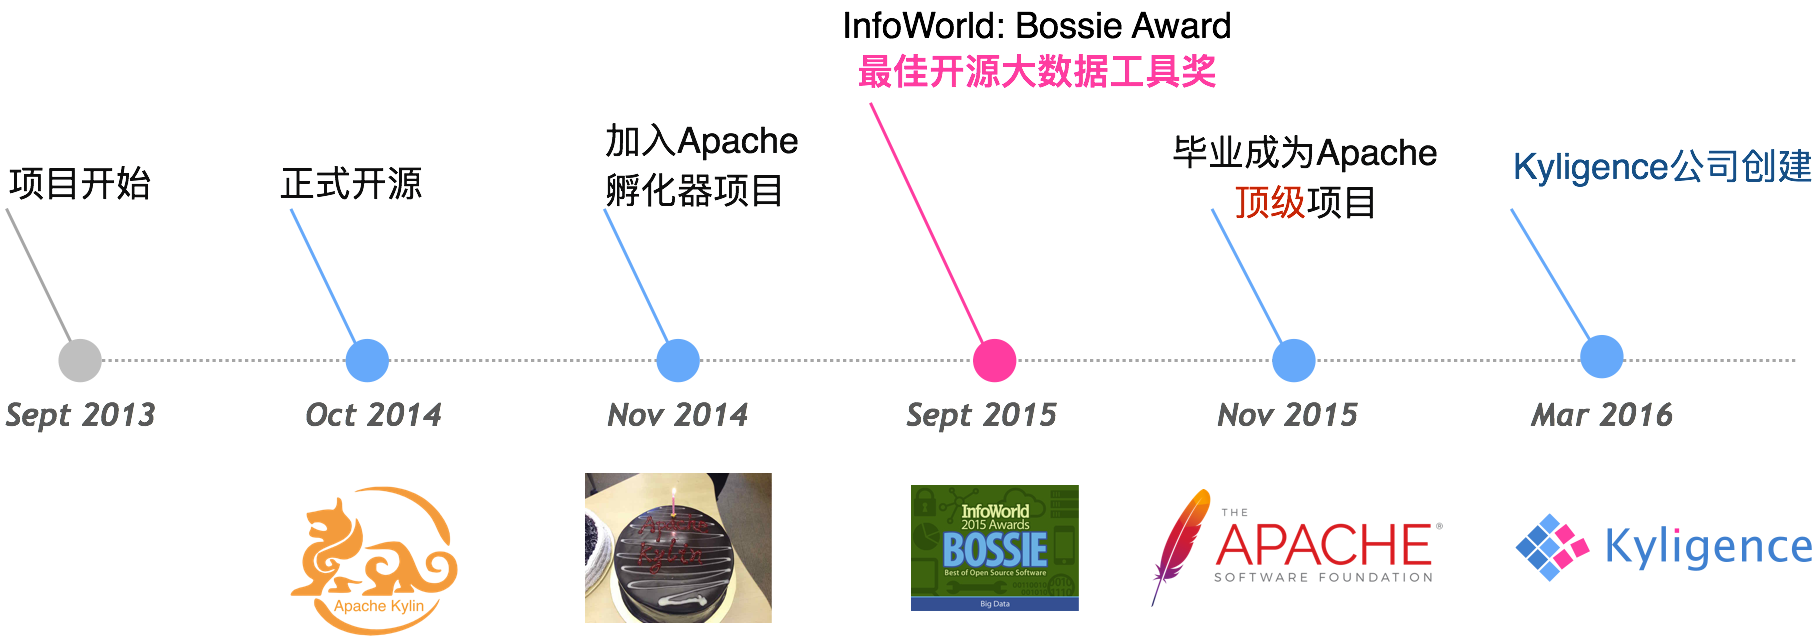 InfoWorld: Bossie Award
最佳开源大数据工具奖
项目开始
正式开源
加入Apache
孵化器项目
毕业成为Apache
顶级项目
Kyligence公司创建
Sept 2013
Oct 2014
Nov 2014
Sept 2015
Nov 2015
Mar 2016
Apache Kylin
Apache
Kylin
InfoWorld
2015 Awards
BOSSIE
Best of Open Source Software
Big Data
THE
APACHE®
SOFTWARE FOUNDATION
Kyligence